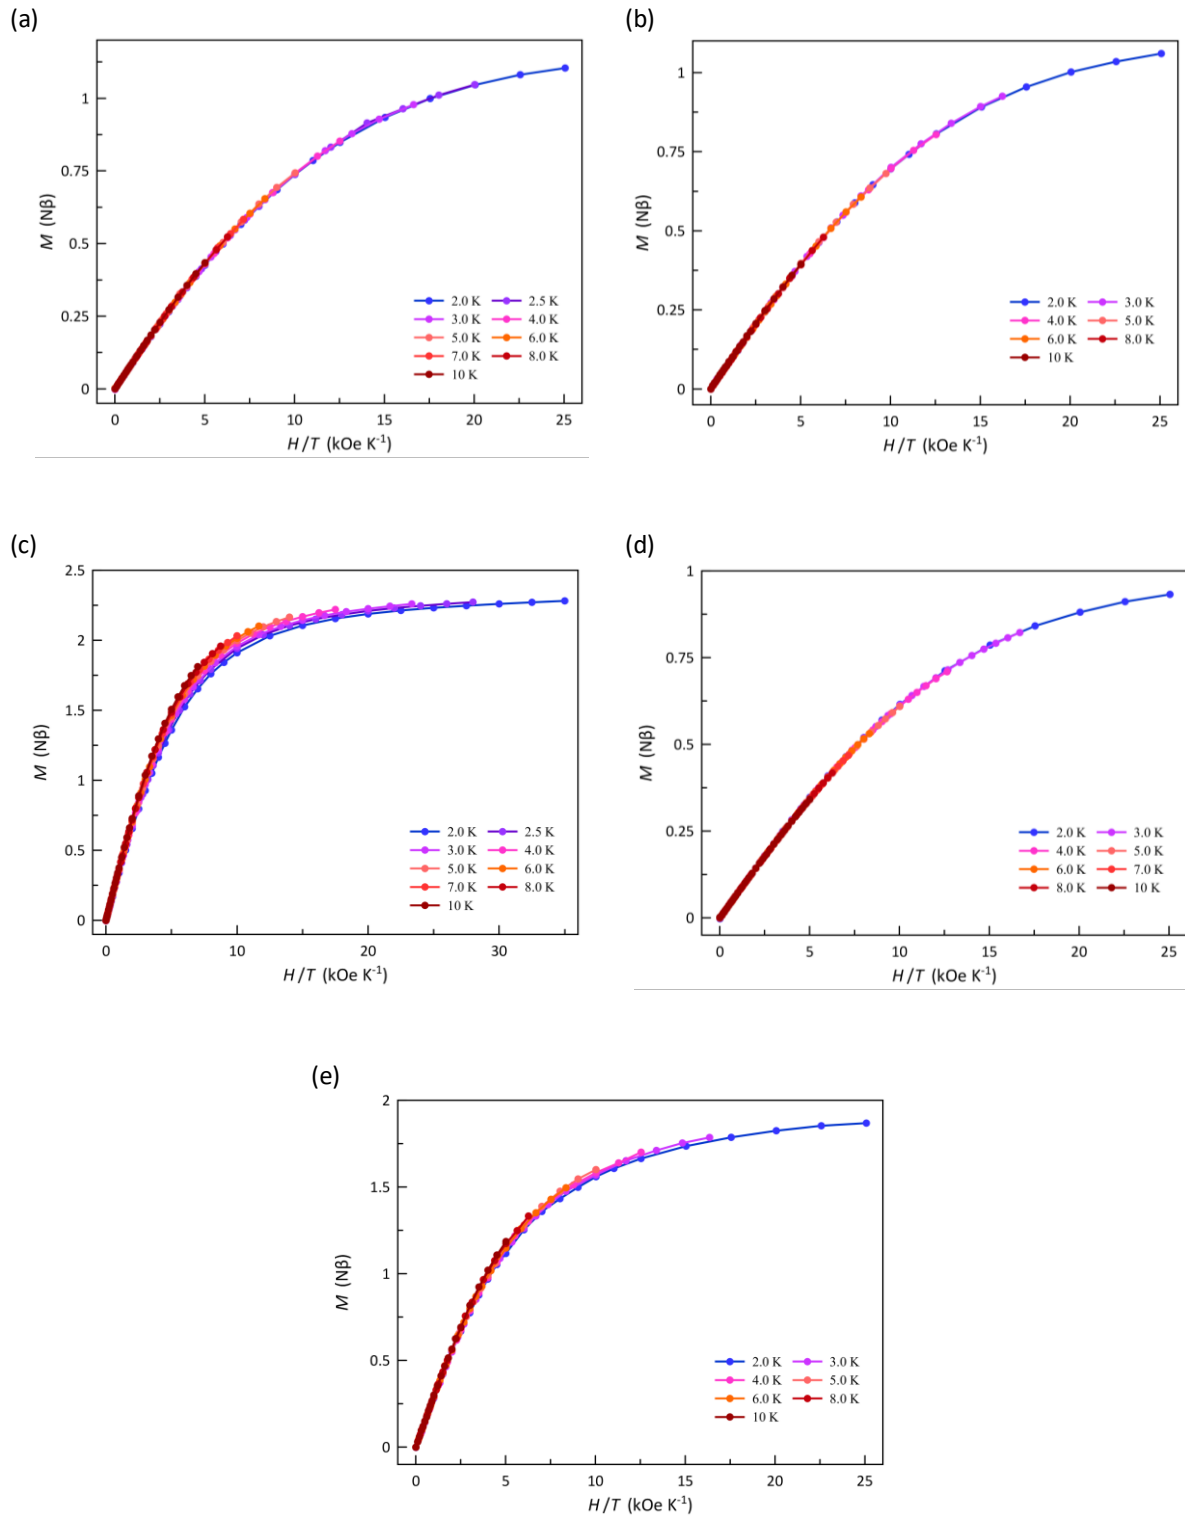 (a)
1
0.75
0.5
0.25
0
M (Nβ)
2.0 K 2.5 K
3.0 K 4.0 K
5.0 K 6.0 K
7.0 K 8.0 K
10 K
0 5 10 15 20 25
H/T (kOe K⁻¹)
(b)
1
0.75
0.5
0.25
0
M (Nβ)
2.0 K 3.0 K
4.0 K 5.0 K
6.0 K 8.0 K
10 K
0 5 10 15 20 25
H/T (kOe K⁻¹)
(c)
2.5
2
1.5
1
0.5
0
M (Nβ)
2.0 K 2.5 K
3.0 K 4.0 K
5.0 K 6.0 K
7.0 K 8.0 K
10 K
0 10 20 30
H/T (kOe K⁻¹)
(d)
1
0.75
0.5
0.25
0
M (Nβ)
2.0 K 3.0 K
4.0 K 5.0 K
6.0 K 7.0 K
8.0 K 10 K
0 5 10 15 20 25
H/T (kOe K⁻¹)
(e)
2
1.5
1
0.5
0
M (Nβ)
2.0 K 3.0 K
4.0 K 5.0 K
6.0 K 8.0 K
10 K
0 5 10 15 20 25
H/T (kOe K⁻¹)